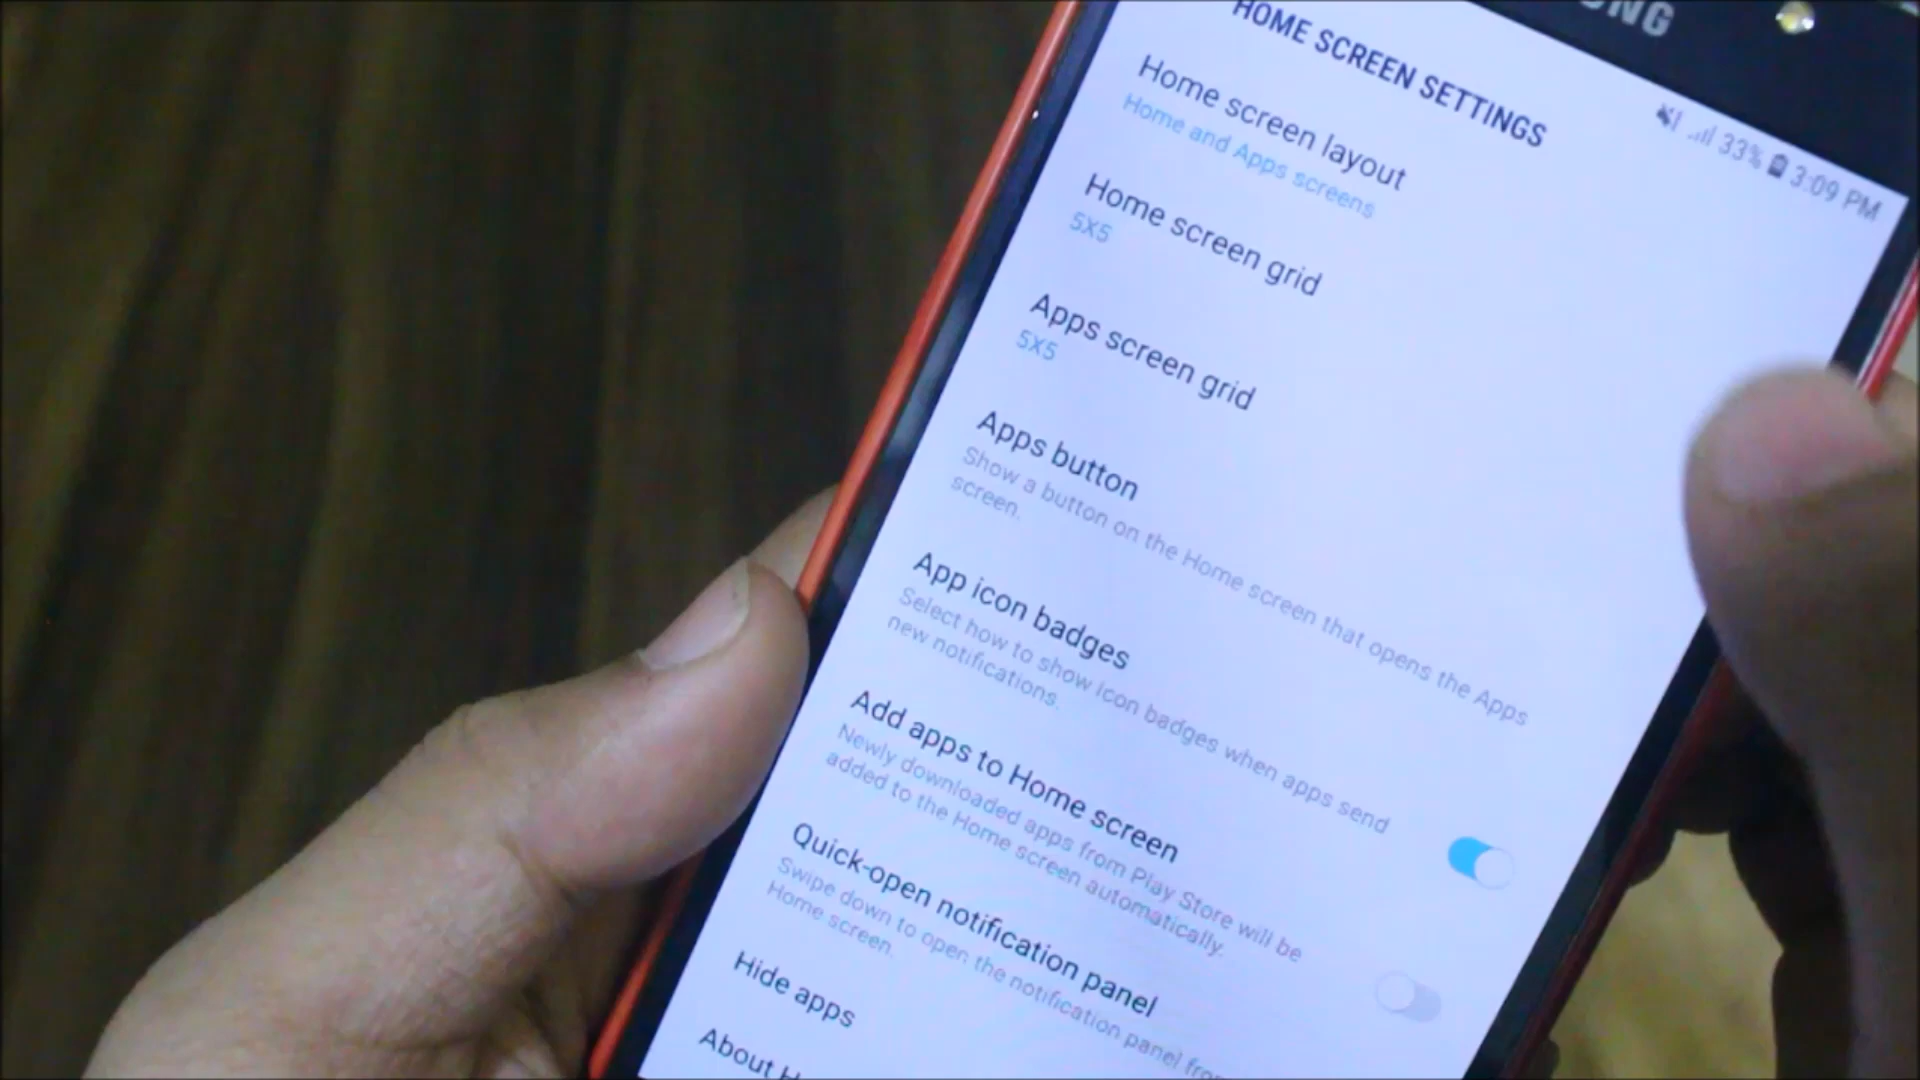 33% 3:09 PM
HOME SCREEN SETTINGS
Home screen layout
Home and Apps screens
Home screen grid
5X5
Apps screen grid
5X5
Apps button
Show a button on the Home screen that opens the Apps
screen.
App icon badges
Select how to show icon badges when apps send
new notifications.
Add apps to Home screen
Newly downloaded apps from Play Store will be
added to the Home screen automatically.
Quick-open notification panel
Swipe down to open the notification panel from
Home screen.
Hide apps
About